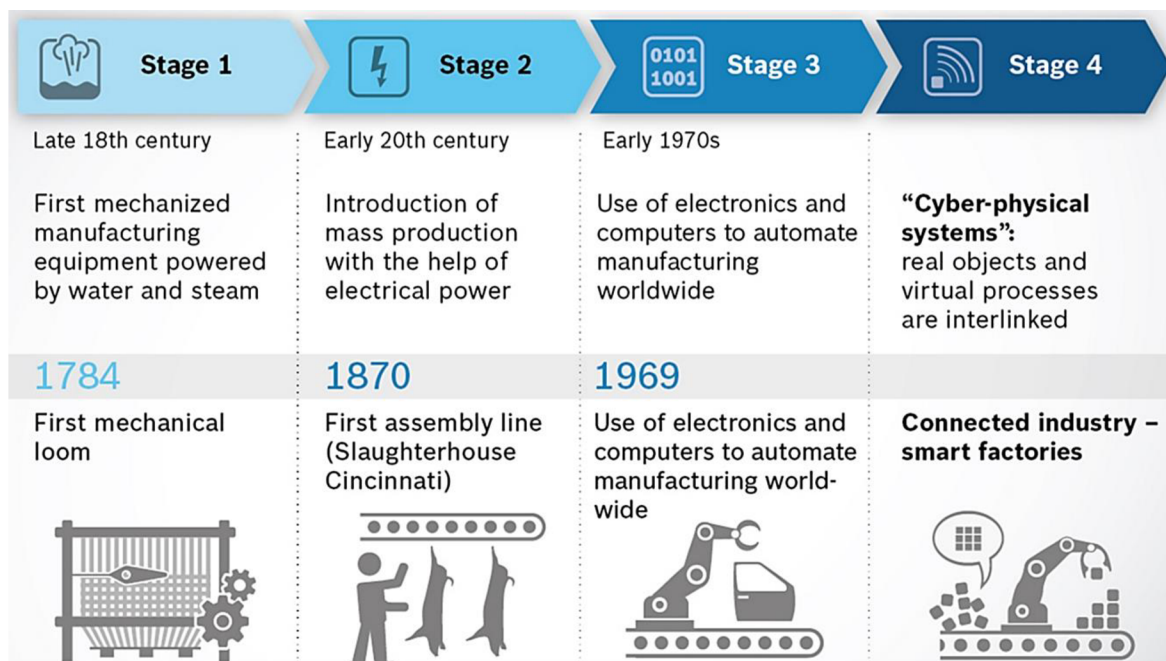 Stage 1
Stage 2
0101
1001
Stage 3
Stage 4
Late 18th century
Early 20th century
Early 1970s
First mechanized
manufacturing
equipment powered
by water and steam
Introduction of
mass production
with the help of
electrical power
Use of electronics and
computers to automate
manufacturing
worldwide
“Cyber-physical
systems”:
real objects and
virtual processes
are interlinked
1784
1870
1969
First mechanical
loom
First assembly line
(Slaughterhouse
Cincinnati)
Use of electronics and
computers to automate
manufacturing world-
wide
Connected industry –
smart factories